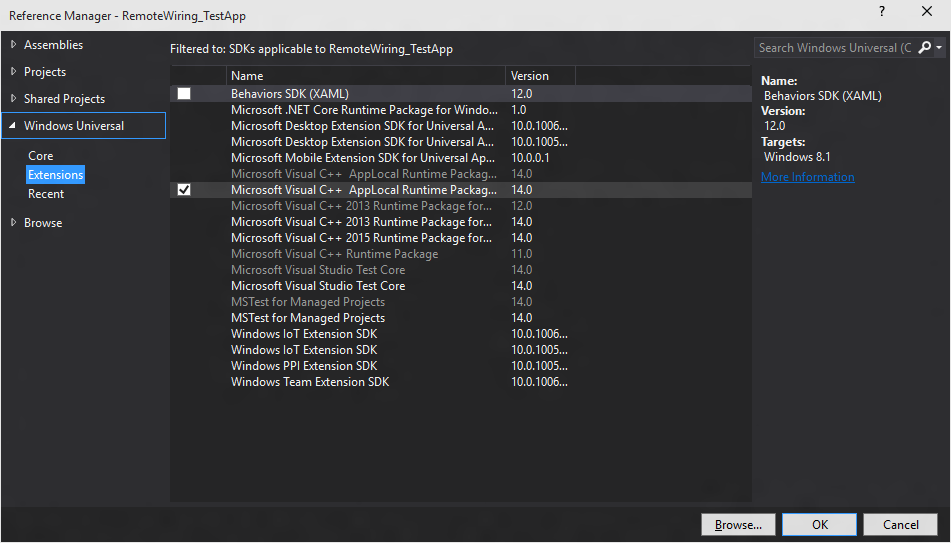 Reference Manager - RemoteWiring_TestApp
?
Assemblies
Projects
Shared Projects
Windows Universal
Core
Extensions
Recent
Browse
Filtered to: SDKs applicable to RemoteWiring_TestApp
Name Version
Behaviors SDK (XAML) 12.0
Microsoft .NET Core Runtime Package for Windo... 1.0
Microsoft Desktop Extension SDK for Universal A... 10.0.1006...
Microsoft Desktop Extension SDK for Universal A... 10.0.1005...
Microsoft Mobile Extension SDK for Universal Ap... 10.0.0.1
Microsoft Visual C++ AppLocal Runtime Packag... 14.0
Microsoft Visual C++ AppLocal Runtime Packag... 14.0
Microsoft Visual C++ 2013 Runtime Package for... 12.0
Microsoft Visual C++ 2013 Runtime Package for... 14.0
Microsoft Visual C++ 2015 Runtime Package for... 14.0
Microsoft Visual C++ Runtime Package 11.0
Microsoft Visual Studio Test Core 14.0
Microsoft Visual Studio Test Core 14.0
MSTest for Managed Projects 14.0
MSTest for Managed Projects 14.0
Windows IoT Extension SDK 10.0.1006...
Windows IoT Extension SDK 10.0.1005...
Windows PPI Extension SDK 10.0.1005...
Windows Team Extension SDK 10.0.1006...
Search Windows Universal (C
Name:
Behaviors SDK (XAML)
Version:
12.0
Targets:
Windows 8.1
More Information
Browse... OK Cancel